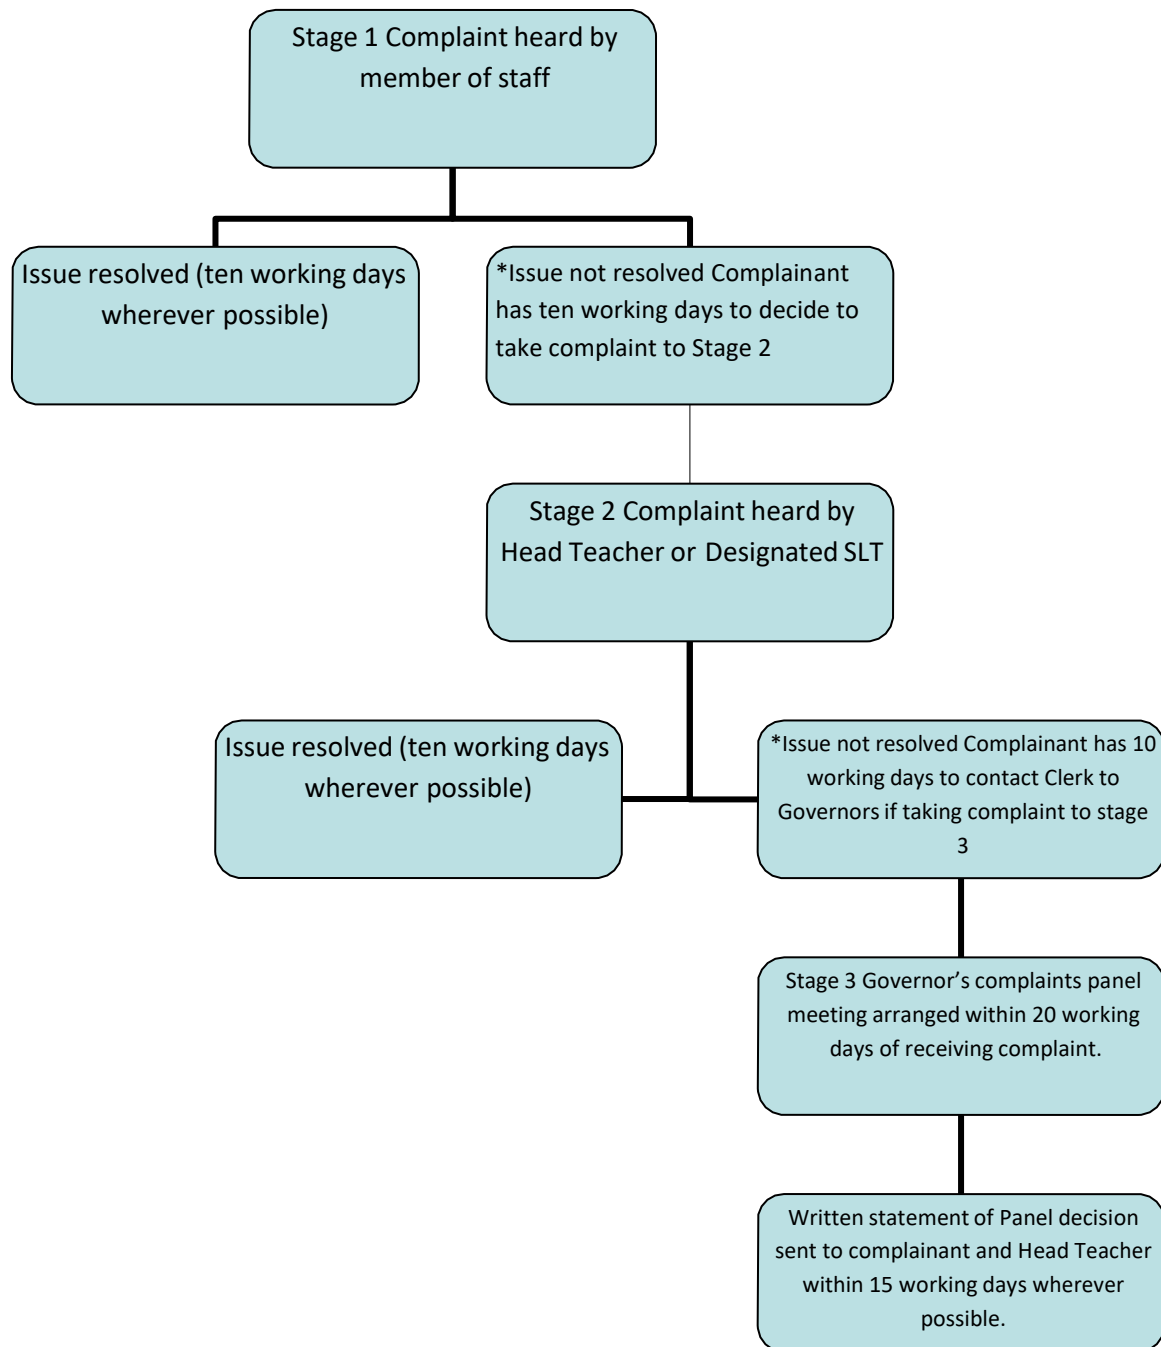 Stage 1 Complaint heard by
member of staff
Issue resolved (ten working days
wherever possible)
*Issue not resolved Complainant
has ten working days to decide to
take complaint to Stage 2
Stage 2 Complaint heard by
Head Teacher or Designated SLT
Issue resolved (ten working days
wherever possible)
*Issue not resolved Complainant has 10
working days to contact Clerk to
Governors if taking complaint to stage
3
Stage 3 Governor’s complaints panel
meeting arranged within 20 working
days of receiving complaint.
Written statement of Panel decision
sent to complainant and Head Teacher
within 15 working days wherever
possible.